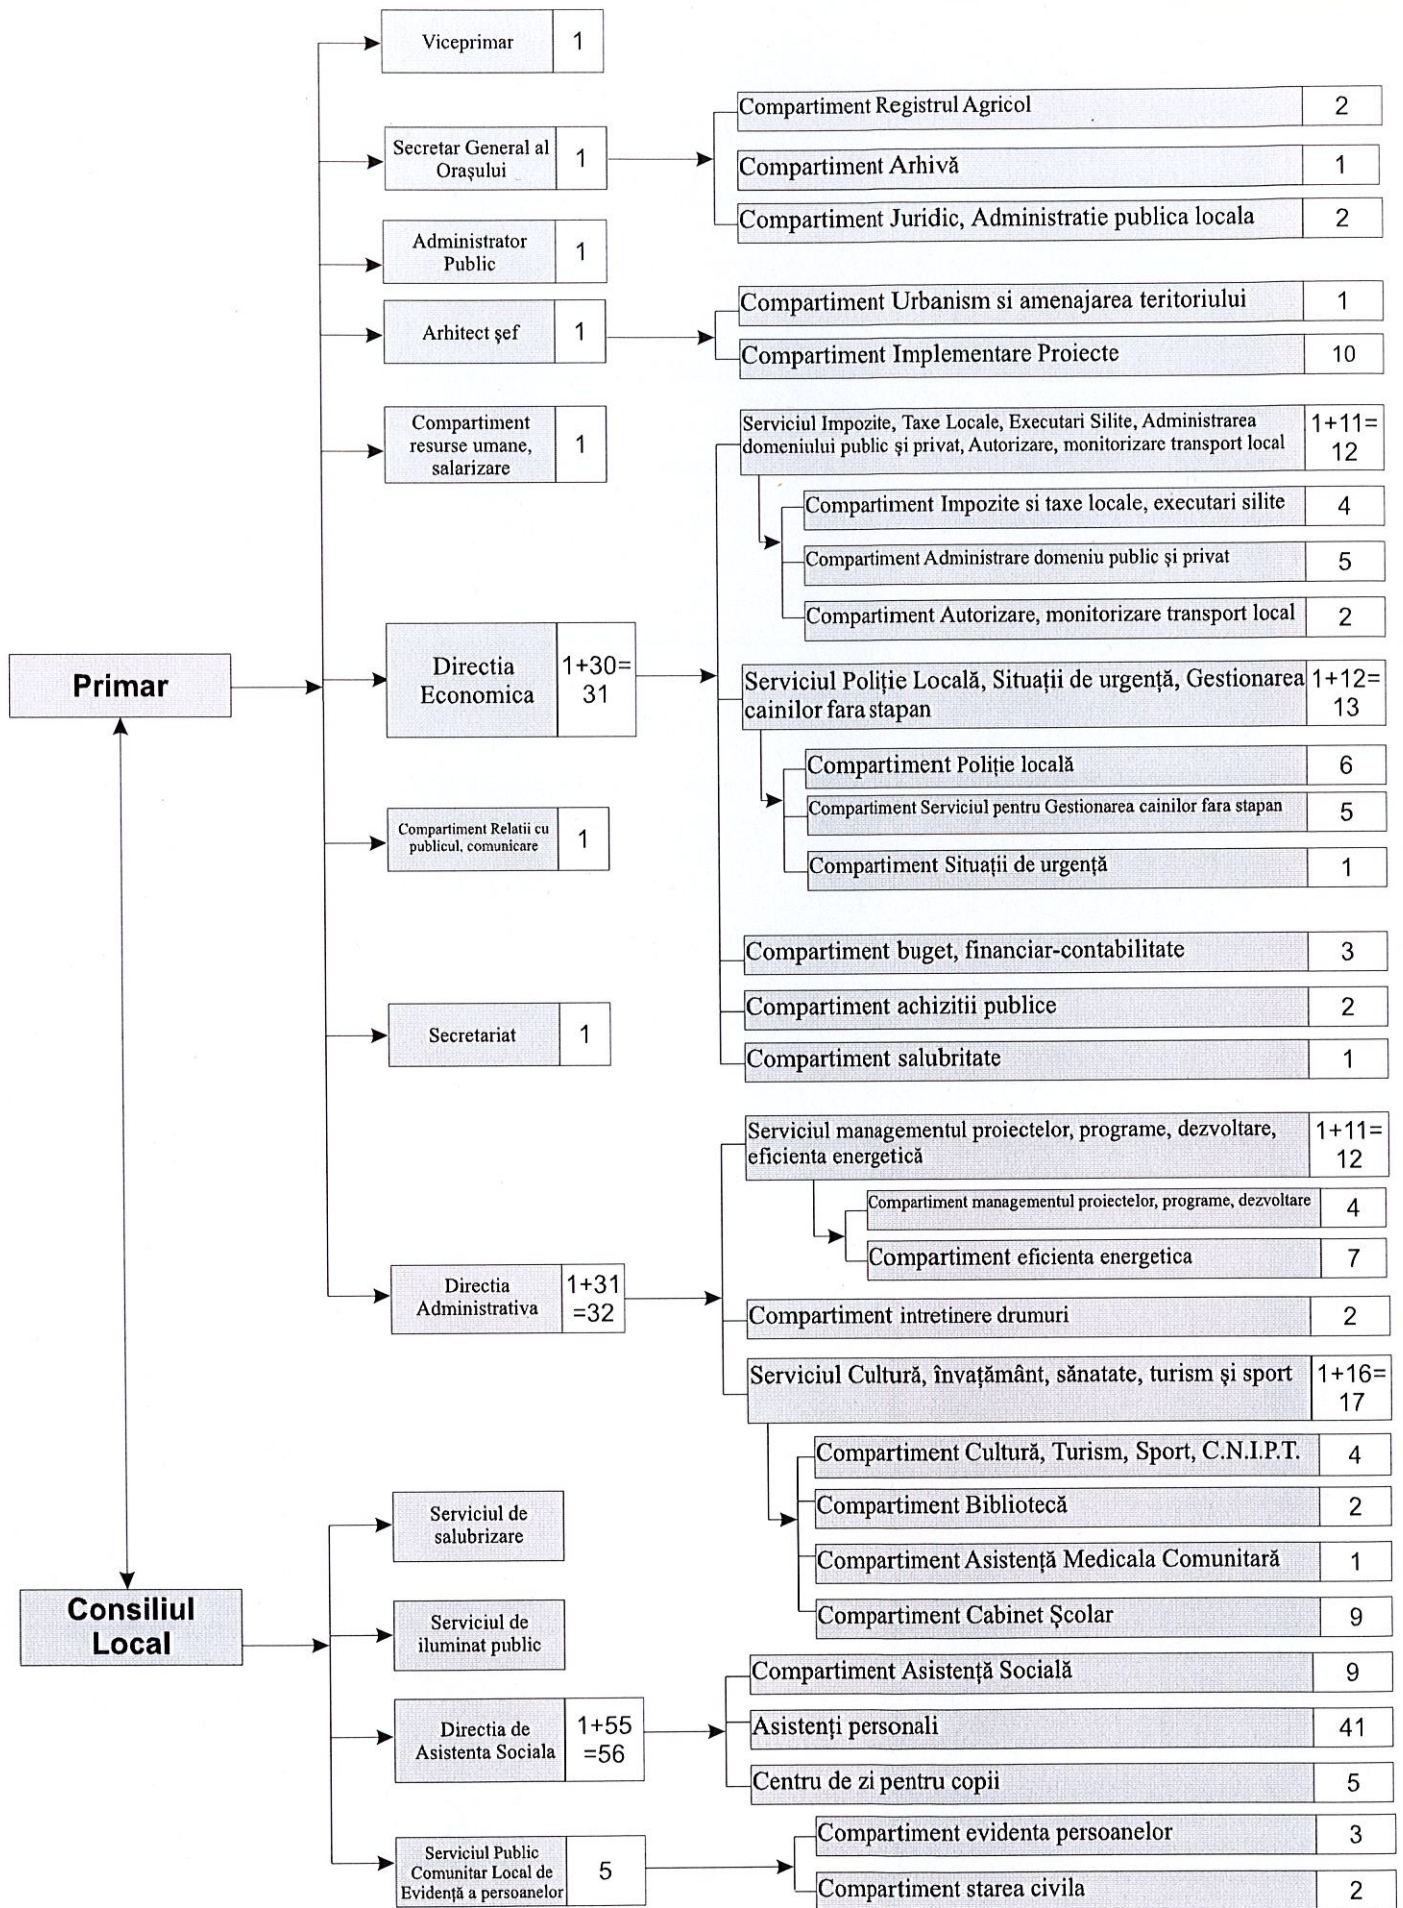 Viceprimar
1
Secretar General al
Orașului
1
Compartiment Registrul Agricol
2
Compartiment Arhivă
1
Compartiment Juridic, Administratie publica locala
2
Administrator
Public
1
Arhitect șef
1
Compartiment Urbanism si amenajarea teritoriului
1
Compartiment Implementare Proiecte
10
Compartiment
resurse umane,
salarizare
1
Primar
Directia
Economica
1+30=
31
Serviciul Impozite, Taxe Locale, Executari Silite, Administrarea
domeniului public și privat, Autorizare, monitorizare transport local
1+11=
12
Compartiment Impozite si taxe locale, executari silite
4
Compartiment Administrare domeniu public și privat
5
Compartiment Autorizare, monitorizare transport local
2
Serviciul Poliție Locală, Situații de urgență, Gestionarea
cainilor fara stapan
1+12=
13
Compartiment Poliție locală
6
Compartiment Serviciul pentru Gestionarea cainilor fara stapan
5
Compartiment Situații de urgență
1
Compartiment buget, financiar-contabilitate
3
Compartiment achizitii publice
2
Compartiment salubritate
1
Compartiment Relatii cu
publicul, comunicare
1
Secretariat
1
Directia
Administrativa
1+31
=32
Serviciul managementul proiectelor, programe, dezvoltare,
eficienta energetică
1+11=
12
Compartiment managementul proiectelor, programe, dezvoltare
4
Compartiment eficienta energetica
7
Compartiment intretinere drumuri
2
Serviciul Cultură, învațământ, sănatate, turism și sport
1+16=
17
Compartiment Cultură, Turism, Sport, C.N.I.P.T.
4
Compartiment Bibliotecă
2
Compartiment Asistență Medicala Comunitară
1
Compartiment Cabinet Școlar
9
Consiliul
Local
Serviciul de
salubrizare
Serviciul de
iluminat public
Directia de
Asistenta Sociala
1+55
=56
Compartiment Asistență Socială
9
Asistenți personali
41
Centru de zi pentru copii
5
Serviciul Public
Comunitar Local de
Evidență a persoanelor
5
Compartiment evidenta persoanelor
3
Compartiment starea civila
2